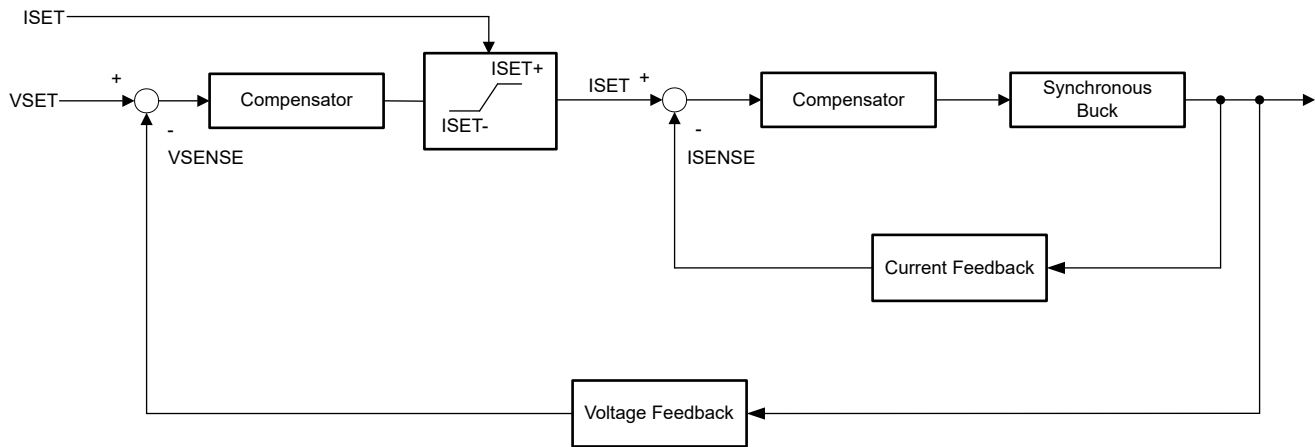 ISET
ISET+
ISET-
VSET
+
-
VSENSE
Compensator
ISET
+
-
ISENSE
Compensator
Synchronous
Buck
Current Feedback
Voltage Feedback